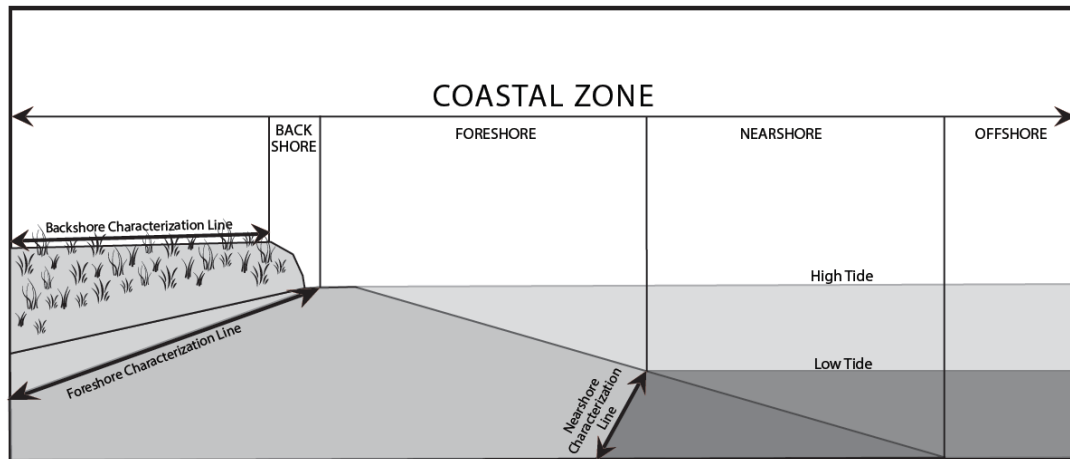 COASTAL ZONE
BACK
SHORE
FORESHORE
NEARSHORE
OFFSHORE
Backshore Characterization Line
High Tide
Foreshore Characterization Line
Low Tide
Nearshore
Characterization
Line